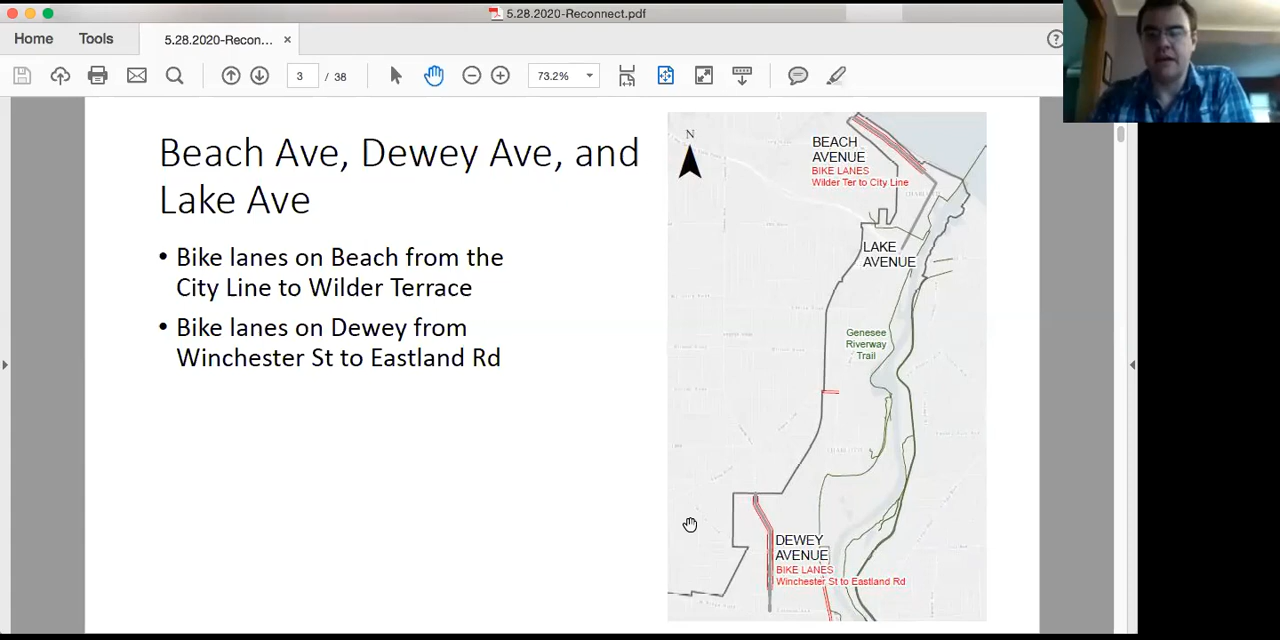 5.28.2020-Reconnect.pdf
Home
Tools
5.28.2020-Recon...
3 / 38
73.2%
Beach Ave, Dewey Ave, and
Lake Ave
• Bike lanes on Beach from the
City Line to Wilder Terrace
• Bike lanes on Dewey from
Winchester St to Eastland Rd
N
BEACH
AVENUE
BIKE LANES
Wilder Ter to City Line
LAKE
AVENUE
Genesee
Riverway
Trail
DEWEY
AVENUE
BIKE LANES
Winchester St to Eastland Rd